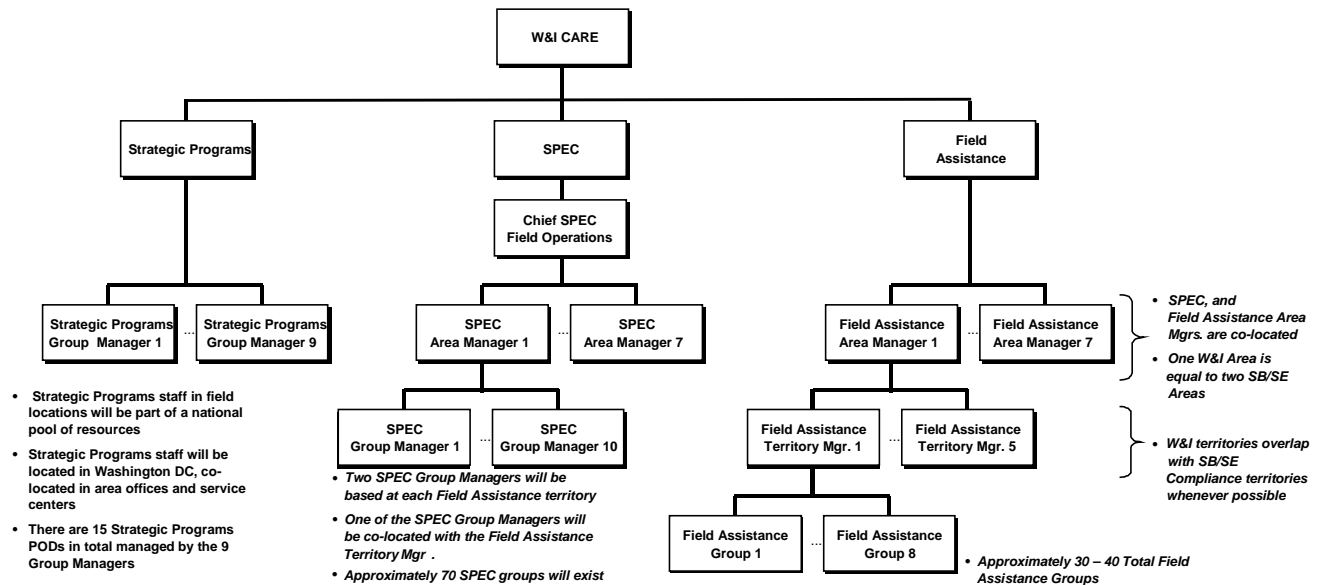 W&I CARE
Strategic Programs
SPEC
Field
Assistance
Chief SPEC
Field Operations
Strategic Programs
Group Manager 1
...
Strategic Programs
Group Manager 9
SPEC
Area Manager 1
...
SPEC
Area Manager 7
Field Assistance
Area Manager 1
...
Field Assistance
Area Manager 7
• SPEC, and
Field Assistance Area
Mgrs. are co-located
• One W&I Area is
equal to two SB/SE
Areas
• Strategic Programs staff in field
locations will be part of a national
pool of resources
• Strategic Programs staff will be
located in Washington DC, co-
located in area offices and service
centers
• There are 15 Strategic Programs
PODs in total managed by the 9
Group Managers
SPEC
Group Manager 1
...
SPEC
Group Manager 10
• Two SPEC Group Managers will be
based at each Field Assistance territory
• One of the SPEC Group Managers will
be co-located with the Field Assistance
Territory Mgr .
• Approximately 70 SPEC groups will exist
Field Assistance
Territory Mgr. 1
...
Field Assistance
Territory Mgr. 5
• W&I territories overlap
with SB/SE
Compliance territories
whenever possible
Field Assistance
Group 1
...
Field Assistance
Group 8
• Approximately 30 – 40 Total Field
Assistance Groups